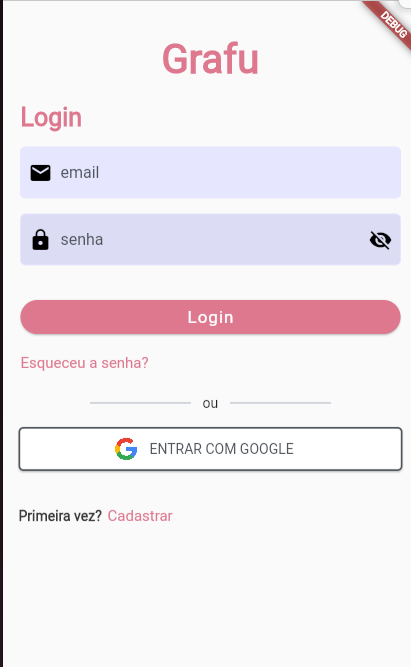 DEBUG
Grafu
Login
email
senha
Login
Esqueceu a senha?
ou
ENTRAR COM GOOGLE
Primeira vez? Cadastrar